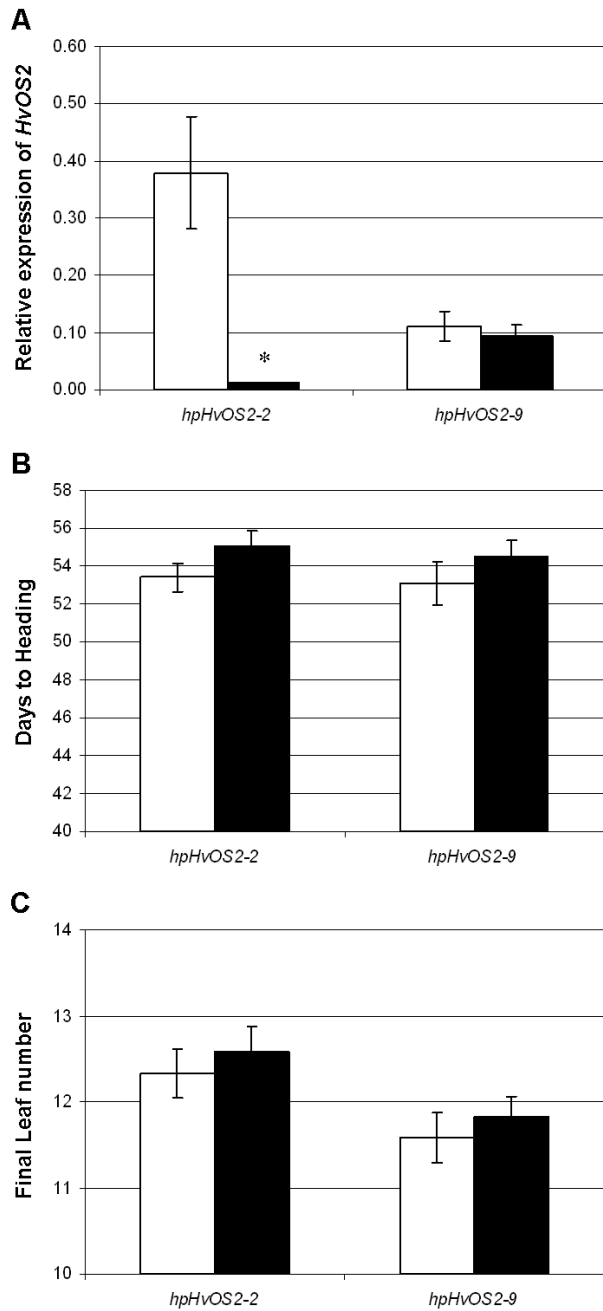 A
Relative expression of HvOS2
0.60
0.50
0.40
0.30
0.20
0.10
0.00
*
hpHvOS2-2
hpHvOS2-9
B
Days to Heading
58
56
54
52
50
48
46
44
42
40
hpHvOS2-2
hpHvOS2-9
C
Final Leaf number
14
13
12
11
10
hpHvOS2-2
hpHvOS2-9